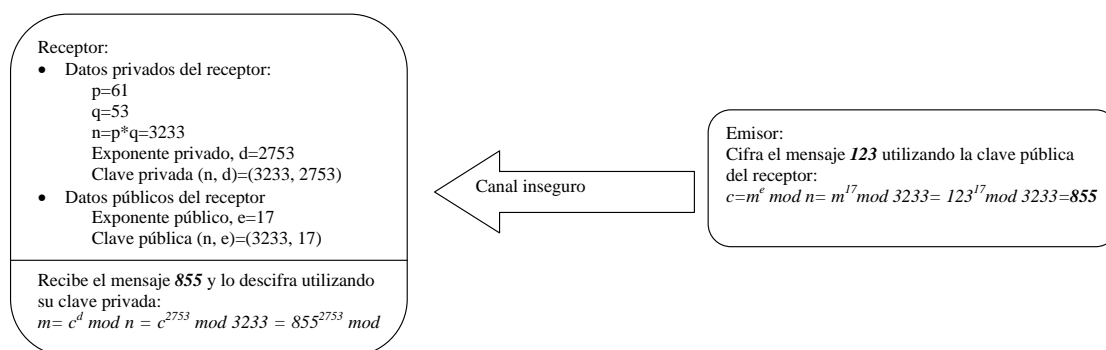 Receptor:
• Datos privados del receptor:
p=61
q=53
n=p*q=3233
Exponente privado, d=2753
Clave privada (n, d)=(3233, 2753)
• Datos públicos del receptor
Exponente público, e=17
Clave pública (n, e)=(3233, 17)
Recibe el mensaje 855 y lo descifra utilizando
su clave privada:
m= c^d mod n = c^2753 mod 3233 = 855^2753 mod
Canal inseguro
Emisor:
Cifra el mensaje 123 utilizando la clave pública
del receptor:
c=m^e mod n= m^17 mod 3233= 123^17 mod 3233=855